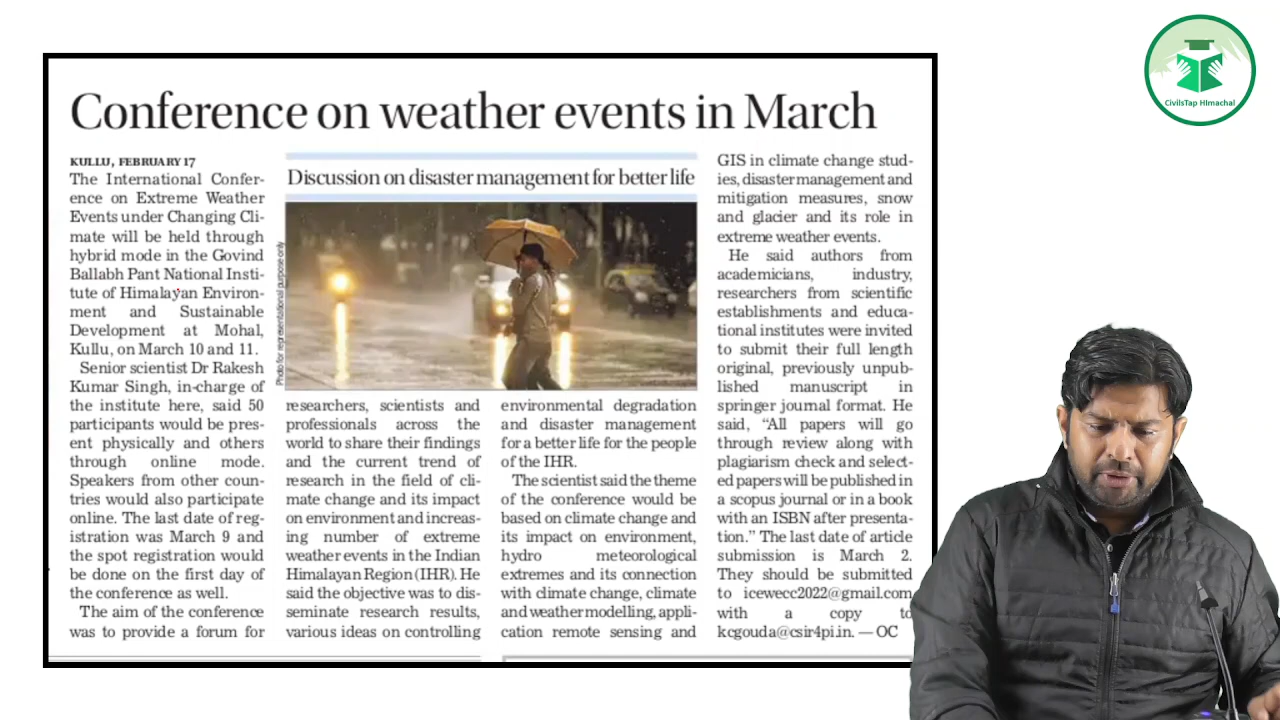 CivilsTap HImachal
Conference on weather events in March
KULLU, FEBRUARY 17
The International Confer-
ence on Extreme Weather
Events under Changing Cli-
mate will be held through
hybrid mode in the Govind
Ballabh Pant National Insti-
tute of Himalayan Environ-
ment and Sustainable
Development at Mohal,
Kullu, on March 10 and 11.
Senior scientist Dr Rakesh
Kumar Singh, in-charge of
the institute here, said 50
participants would be pres-
ent physically and others
through online mode.
Speakers from other coun-
tries would also participate
online. The last date of reg-
istration was March 9 and
the spot registration would
be done on the first day of
the conference as well.
The aim of the conference
was to provide a forum for
Discussion on disaster management for better life
Photo for representational purpose only
researchers, scientists and
professionals across the
world to share their findings
and the current trend of
research in the field of cli-
mate change and its impact
on environment and increas-
ing number of extreme
weather events in the Indian
Himalayan Region (IHR). He
said the objective was to dis-
seminate research results,
various ideas on controlling
environmental degradation
and disaster management
for a better life for the people
of the IHR.
The scientist said the theme
of the conference would be
based on climate change and
its impact on environment,
hydro meteorological
extremes and its connection
with climate change, climate
and weather modelling, appli-
cation remote sensing and
GIS in climate change stud-
ies, disaster management and
mitigation measures, snow
and glacier and its role in
extreme weather events.
He said authors from
academicians, industry,
researchers from scientific
establishments and educa-
tional institutes were invited
to submit their full length
original, previously unpub-
lished manuscript in
springer journal format. He
said, “All papers will go
through review along with
plagiarism check and select-
ed papers will be published in
a scopus journal or in a book
with an ISBN after presenta-
tion.” The last date of article
submission is March 2.
They should be submitted
to icewecc2022@gmail.com
with a copy to
kcgouda@csir4pi.in. — OC